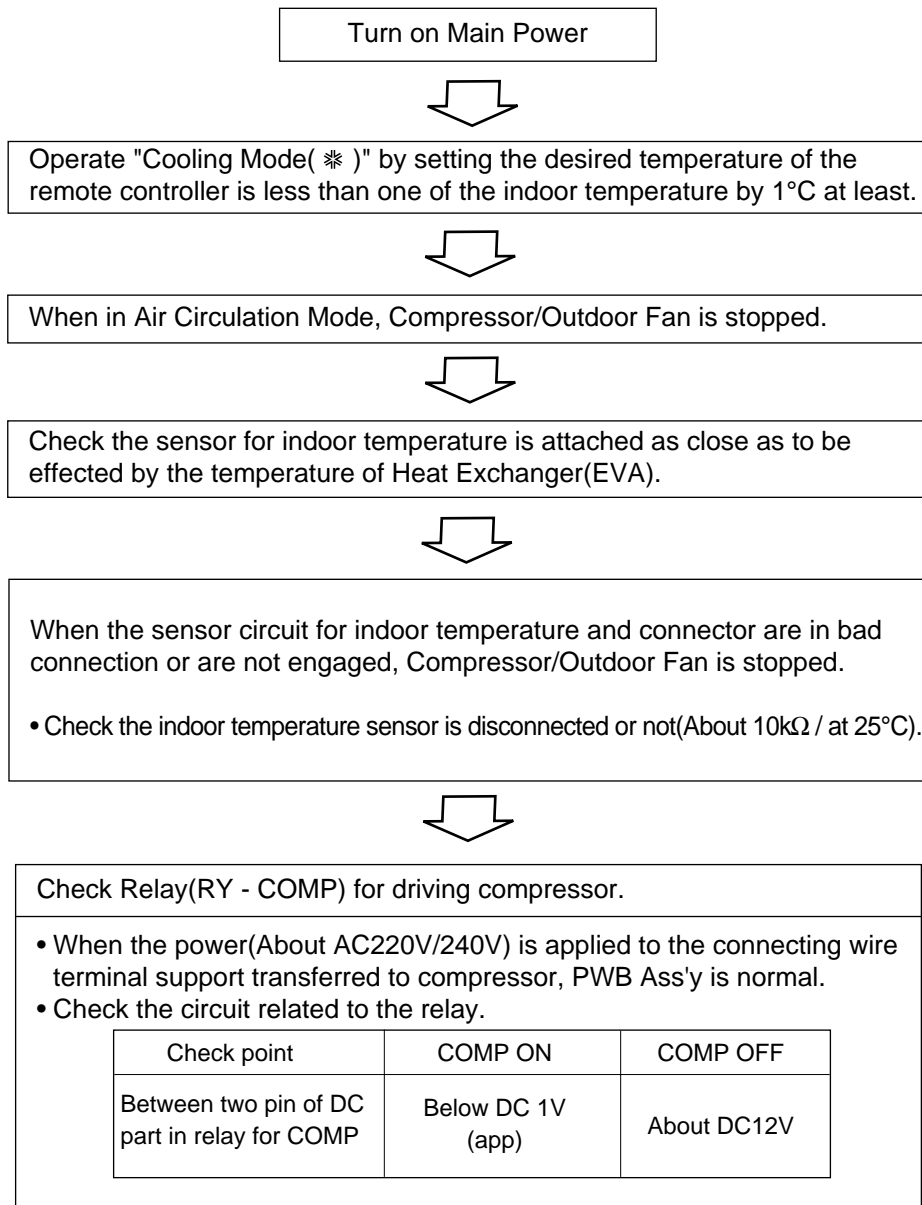 Turn on Main Power
Operate "Cooling Mode( ❋ )" by setting the desired temperature of the
remote controller is less than one of the indoor temperature by 1°C at least.
When in Air Circulation Mode, Compressor/Outdoor Fan is stopped.
Check the sensor for indoor temperature is attached as close as to be
effected by the temperature of Heat Exchanger(EVA).
When the sensor circuit for indoor temperature and connector are in bad
connection or are not engaged, Compressor/Outdoor Fan is stopped.
• Check the indoor temperature sensor is disconnected or not(About 10kΩ / at 25°C).
Check Relay(RY - COMP) for driving compressor.
• When the power(About AC220V/240V) is applied to the connecting wire
terminal support transferred to compressor, PWB Ass'y is normal.
• Check the circuit related to the relay.
Check point COMP ON COMP OFF
Between two pin of DC
part in relay for COMP
Below DC 1V
(app)
About DC12V